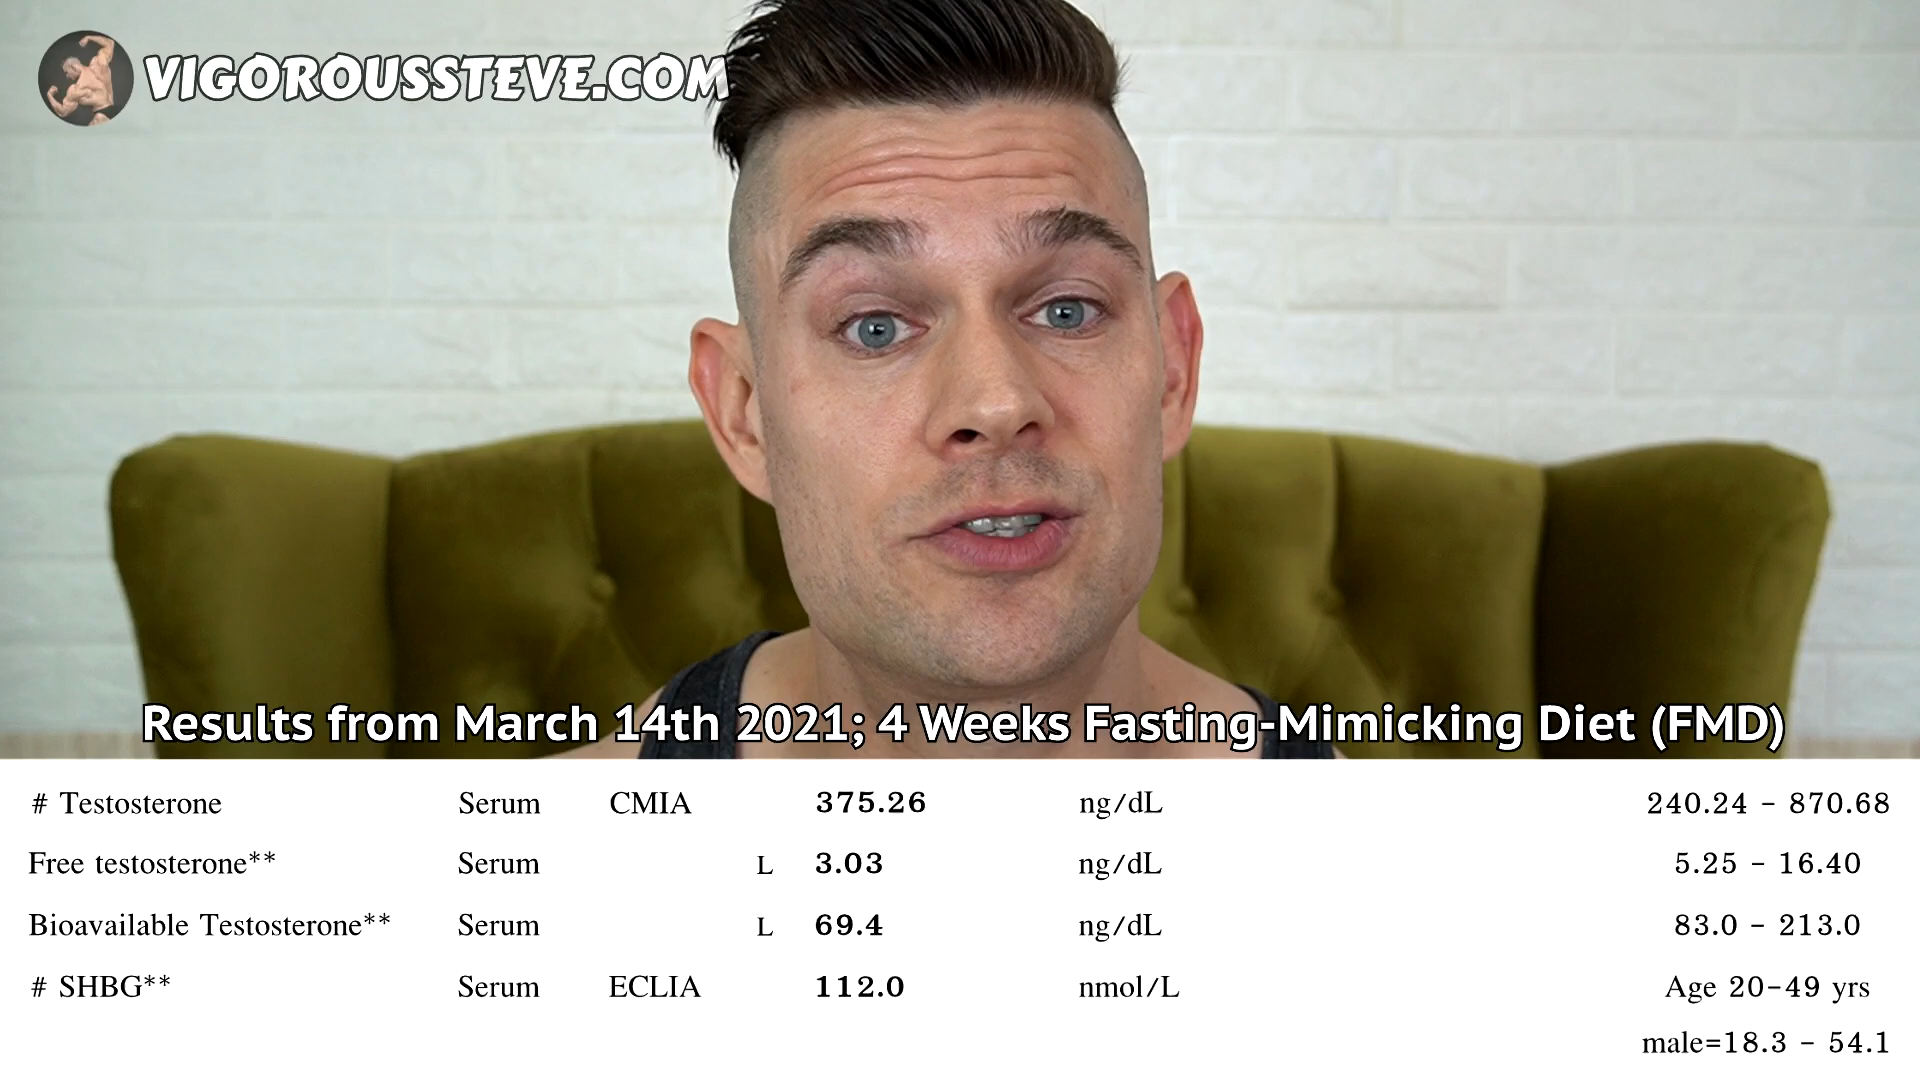 VIGOROUSSTEVE.COM
Results from March 14th 2021; 4 Weeks Fasting-Mimicking Diet (FMD)
# Testosterone Serum CMIA 375.26 ng/dL 240.24 - 870.68
Free testosterone** Serum L 3.03 ng/dL 5.25 - 16.40
Bioavailable Testosterone** Serum L 69.4 ng/dL 83.0 - 213.0
# SHBG** Serum ECLIA 112.0 nmol/L Age 20-49 yrs
male=18.3 - 54.1